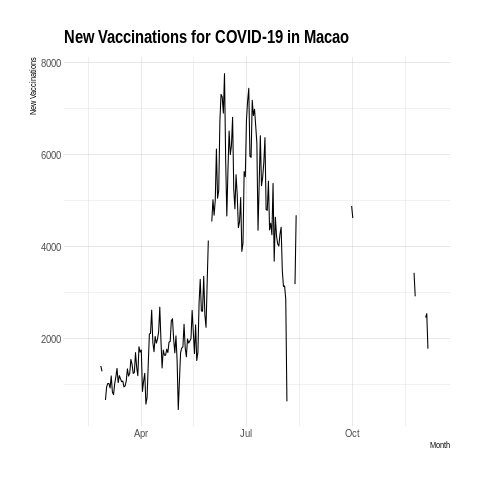 New Vaccinations for COVID-19 in Macao
New Vaccinations
8000
6000
4000
2000
Apr
Jul
Oct
Month